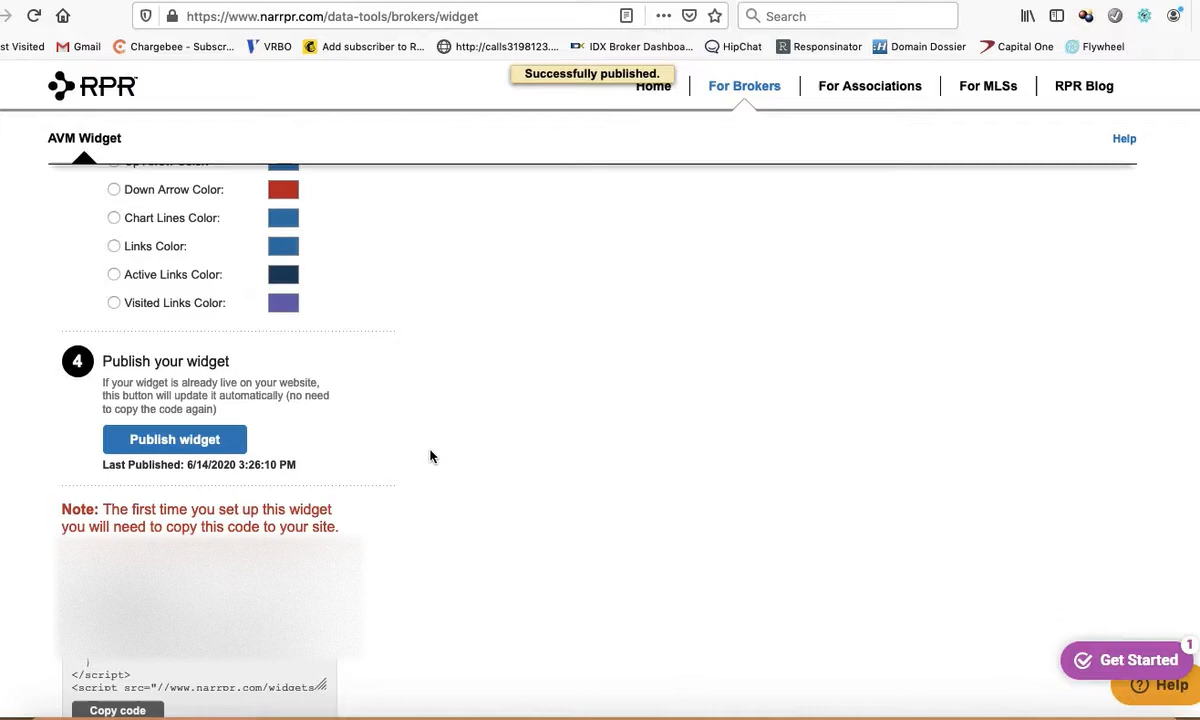 https://www.narrpr.com/data-tools/brokers/widget
Search
st Visited
Gmail
Chargebee - Subscr...
VRBO
Add subscriber to R...
http://calls3198123....
IDX Broker Dashboa...
HipChat
Responsinator
Domain Dossier
Capital One
Flywheel
Successfully published.
RPR
Home
For Brokers
For Associations
For MLSs
RPR Blog
AVM Widget
Help
Down Arrow Color:
Chart Lines Color:
Links Color:
Active Links Color:
Visited Links Color:
4
Publish your widget
If your widget is already live on your website,
this button will update it automatically (no need
to copy the code again)
Publish widget
Last Published: 6/14/2020 3:26:10 PM
Note: The first time you set up this widget
you will need to copy this code to your site.
)
</script>
<script src="//www.narrpr.com/widgets
Copy code
1
Get Started
Help